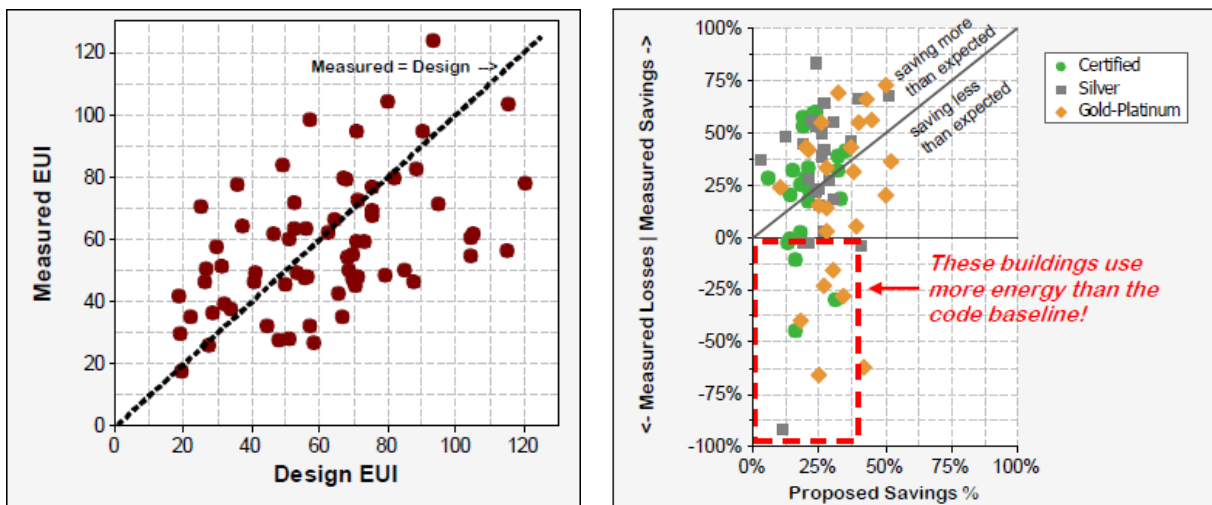 Measured EUI
120
100
80
60
40
20
0
Measured = Design -->
0 20 40 60 80 100 120
Design EUI
<- Measured Losses | Measured Savings ->
100%
75%
50%
25%
0%
-25%
-50%
-75%
-100%
saving more
than expected
saving less
than expected
These buildings use
more energy than the
code baseline!
0% 25% 50% 75% 100%
Proposed Savings %
Certified
Silver
Gold-Platinum